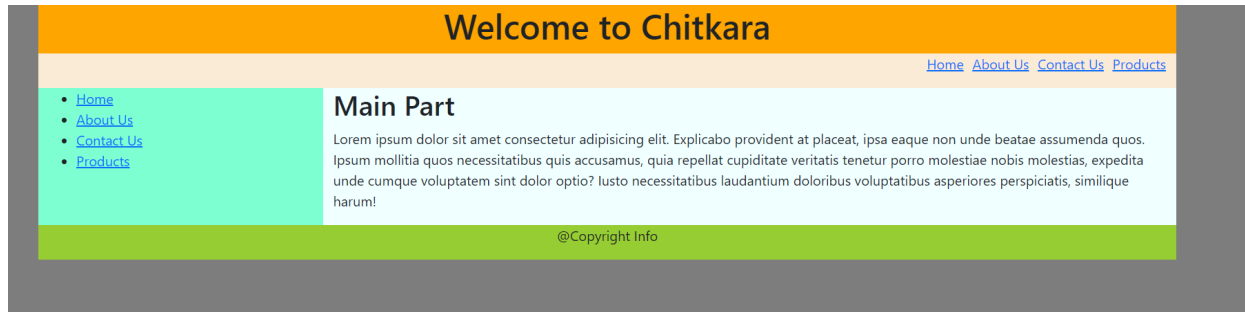 Welcome to Chitkara
Home About Us Contact Us Products
Home
About Us
Contact Us
Products
Main Part
Lorem ipsum dolor sit amet consectetur adipisicing elit. Explicabo provident at placeat, ipsa eaque non unde beatae assumenda quos.
Ipsum mollitia quos necessitatibus quis accusamus, quia repellat cupiditate veritatis tenetur porro molestiae nobis molestias, expedita
unde cumque voluptatem sint dolor optio? Iusto necessitatibus laudantium doloribus voluptatibus asperiores perspiciatis, similique
harum!
@Copyright Info